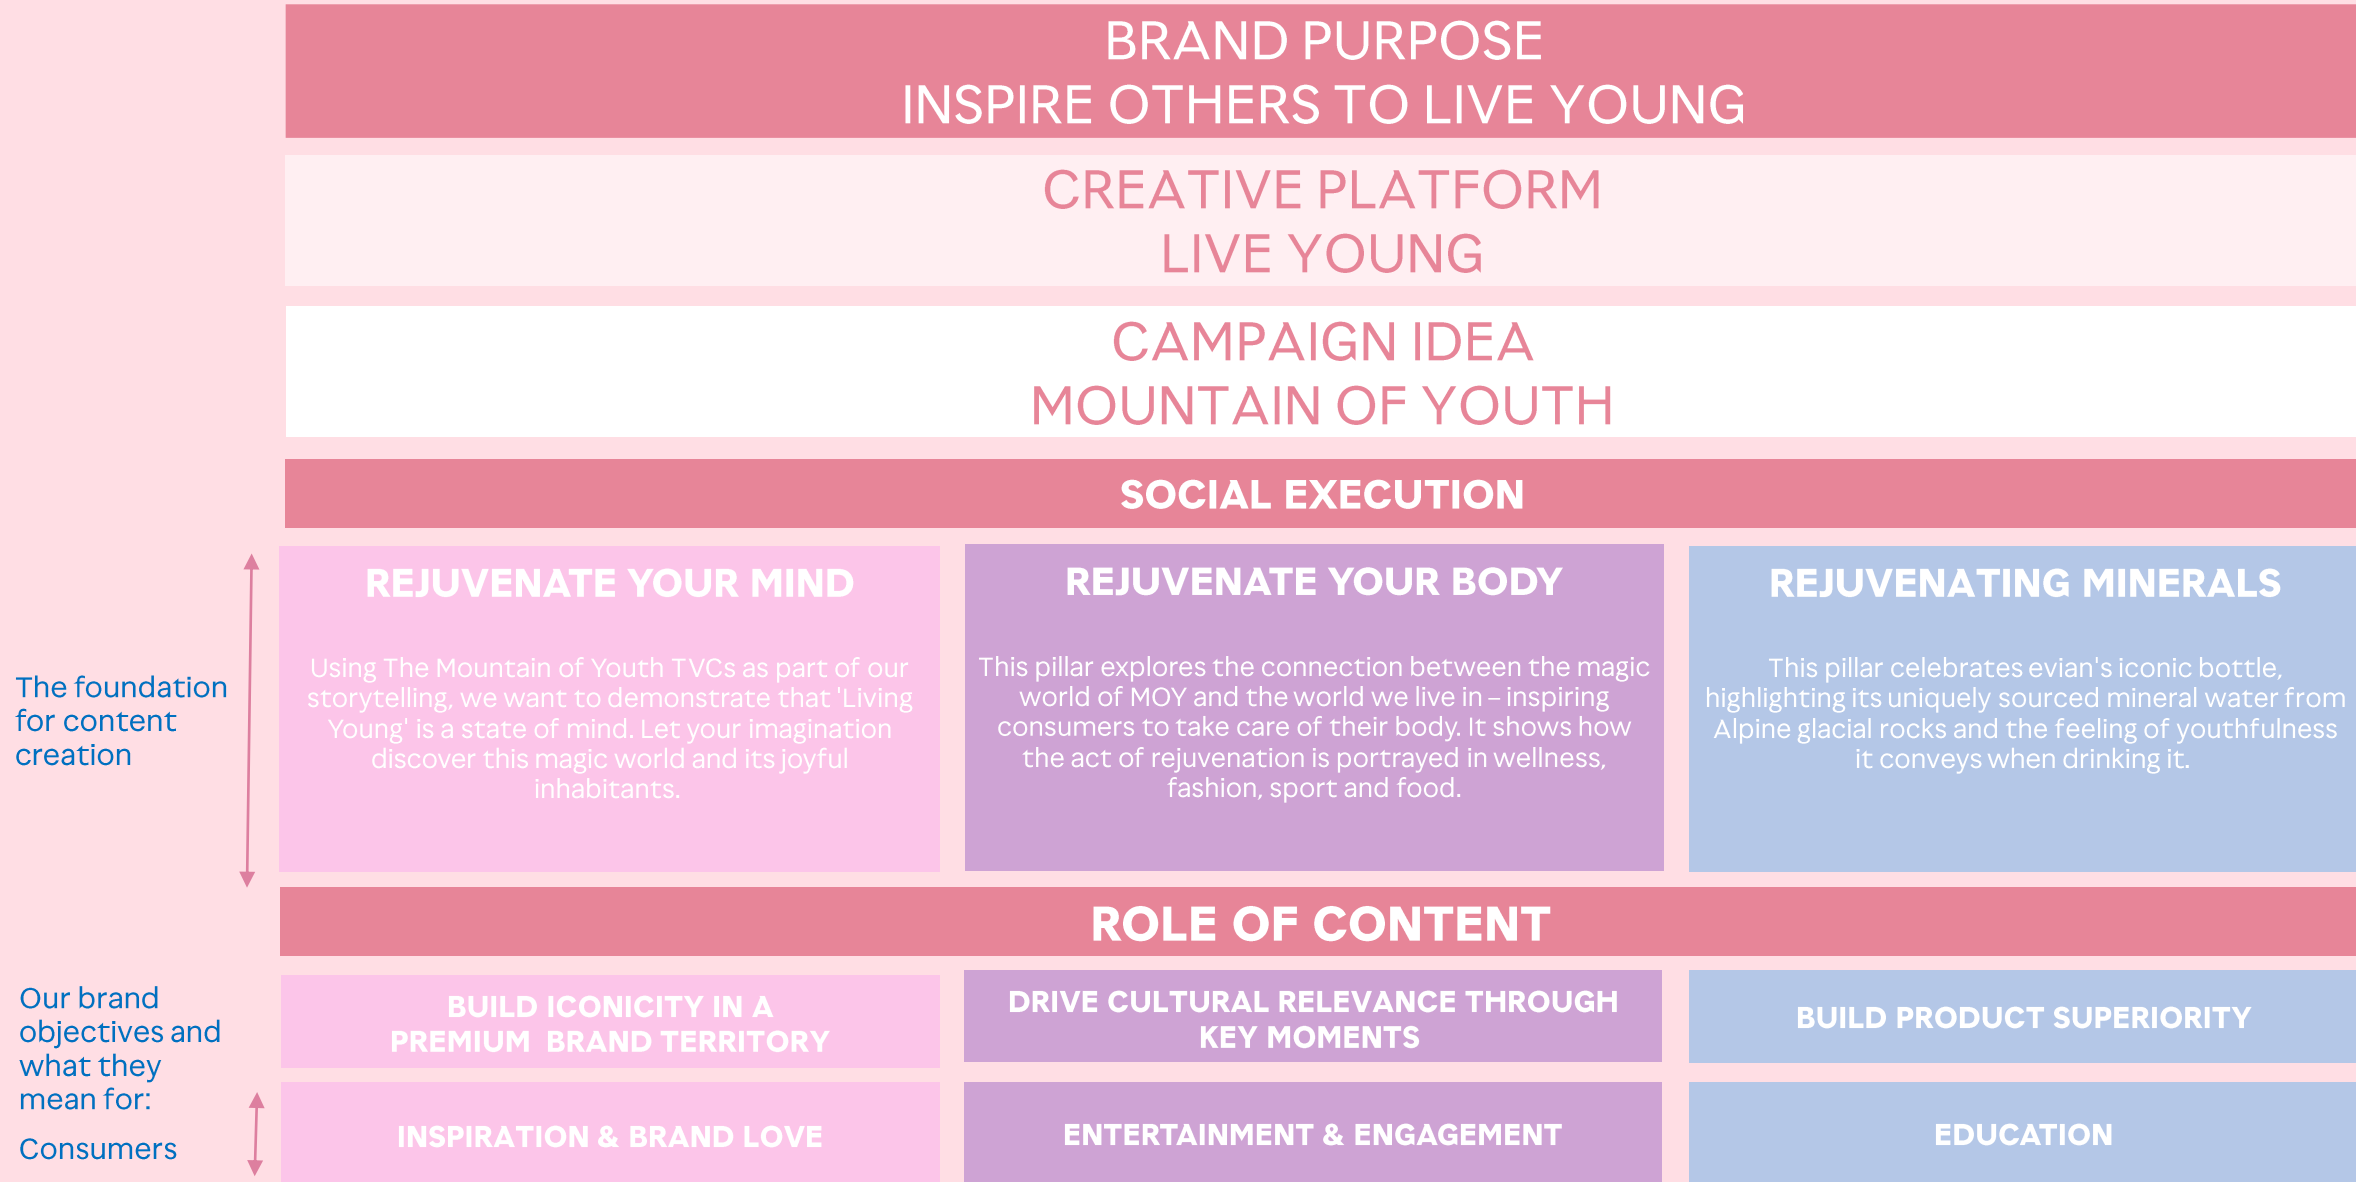 BRAND PURPOSE
INSPIRE OTHERS TO LIVE YOUNG
CREATIVE PLATFORM
LIVE YOUNG
CAMPAIGN IDEA
MOUNTAIN OF YOUTH
SOCIAL EXECUTION
The foundation
for content
creation
REJUVENATE YOUR MIND
Using The Mountain of Youth TVCs as part of our
storytelling, we want to demonstrate that 'Living
Young' is a state of mind. Let your imagination
discover this magic world and its joyful
inhabitants.
REJUVENATE YOUR BODY
This pillar explores the connection between the magic
world of MOY and the world we live in – inspiring
consumers to take care of their body. It shows how
the act of rejuvenation is portrayed in wellness,
fashion, sport and food.
REJUVENATING MINERALS
This pillar celebrates evian's iconic bottle,
highlighting its uniquely sourced mineral water from
Alpine glacial rocks and the feeling of youthfulness
it conveys when drinking it.
ROLE OF CONTENT
Our brand
objectives and
what they
mean for:
Consumers
BUILD ICONICITY IN A
PREMIUM  BRAND TERRITORY
DRIVE CULTURAL RELEVANCE THROUGH
KEY MOMENTS
BUILD PRODUCT SUPERIORITY
INSPIRATION & BRAND LOVE
ENTERTAINMENT & ENGAGEMENT
EDUCATION